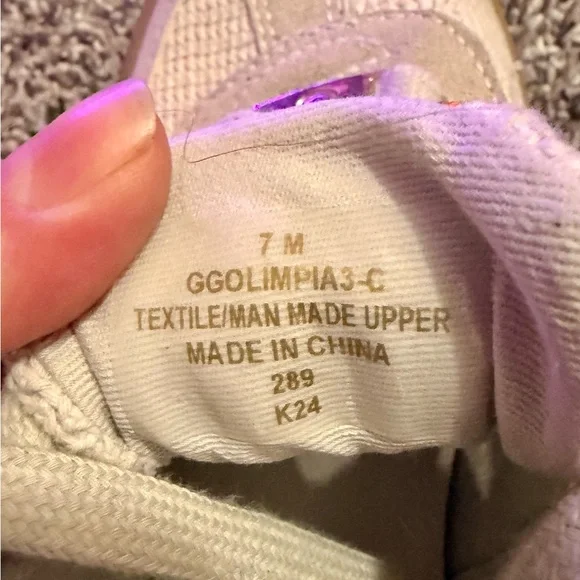 7 M
GGOLIMPIA3-C
TEXTILE/MAN MADE UPPER
MADE IN CHINA
289
K24